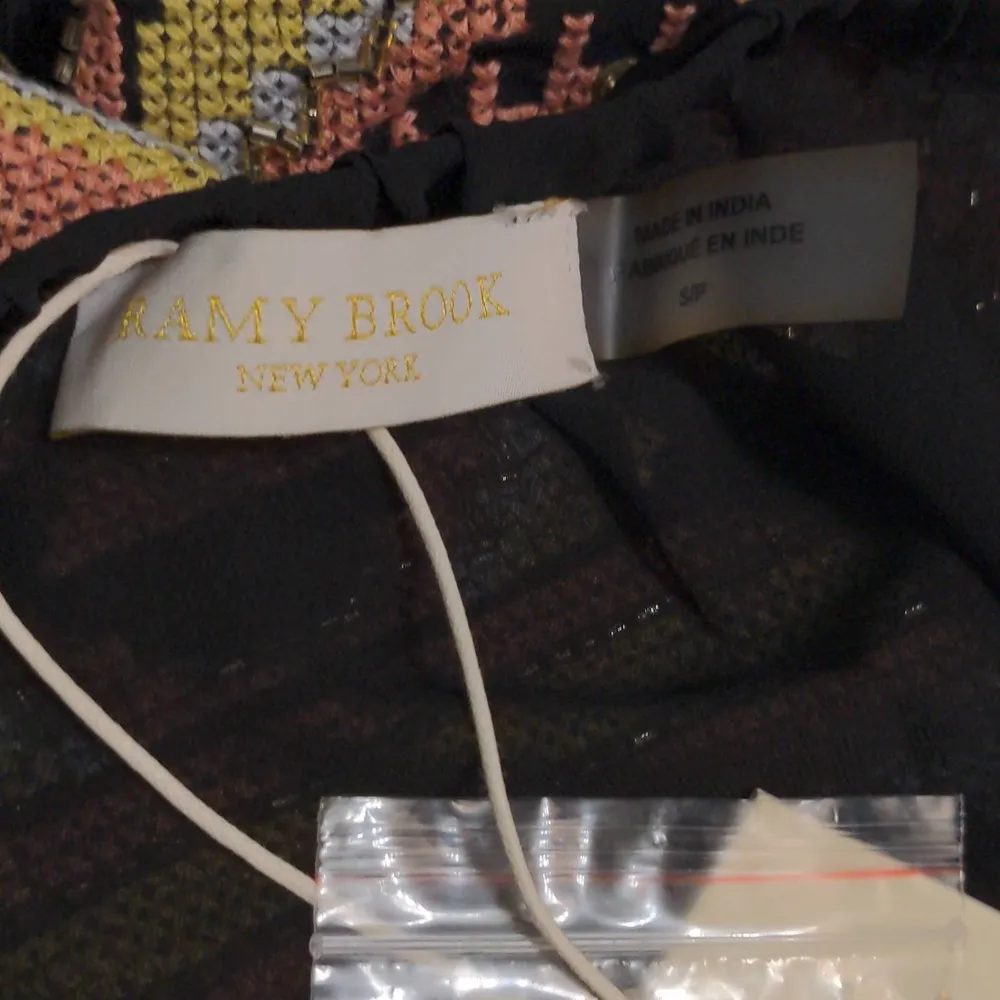 RAMY BROOK
NEW YORK
MADE IN INDIA
FABRIQUÉ EN INDE
S/P